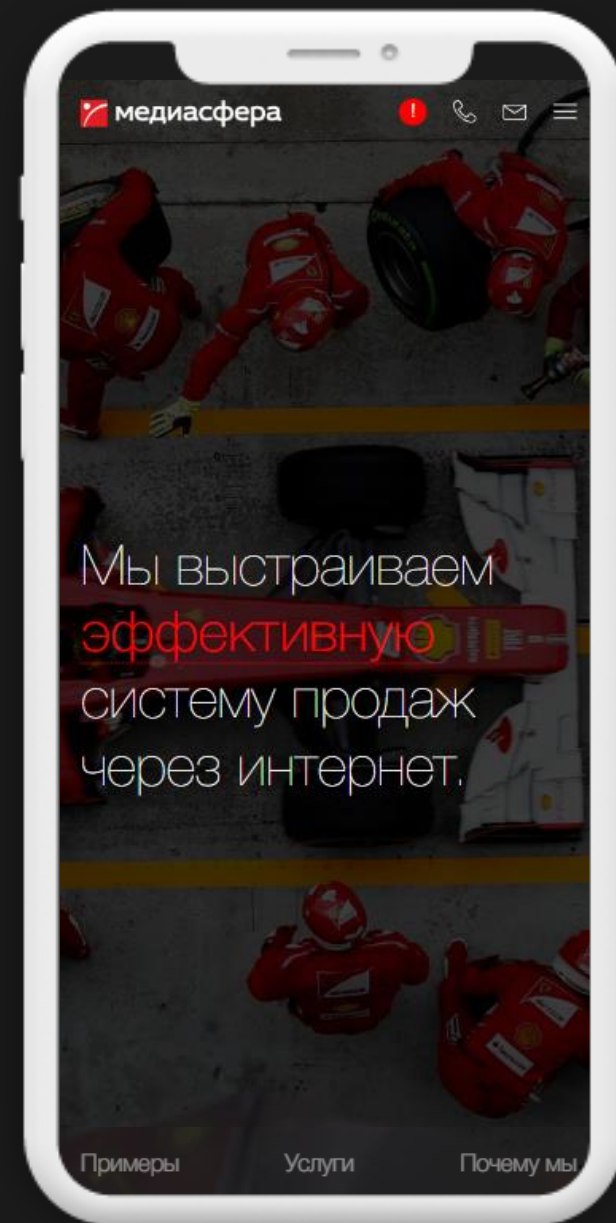 медиасфера
!
Мы выстраиваем
эффективную
систему продаж
через интернет.
Примеры Услуги Почему мы